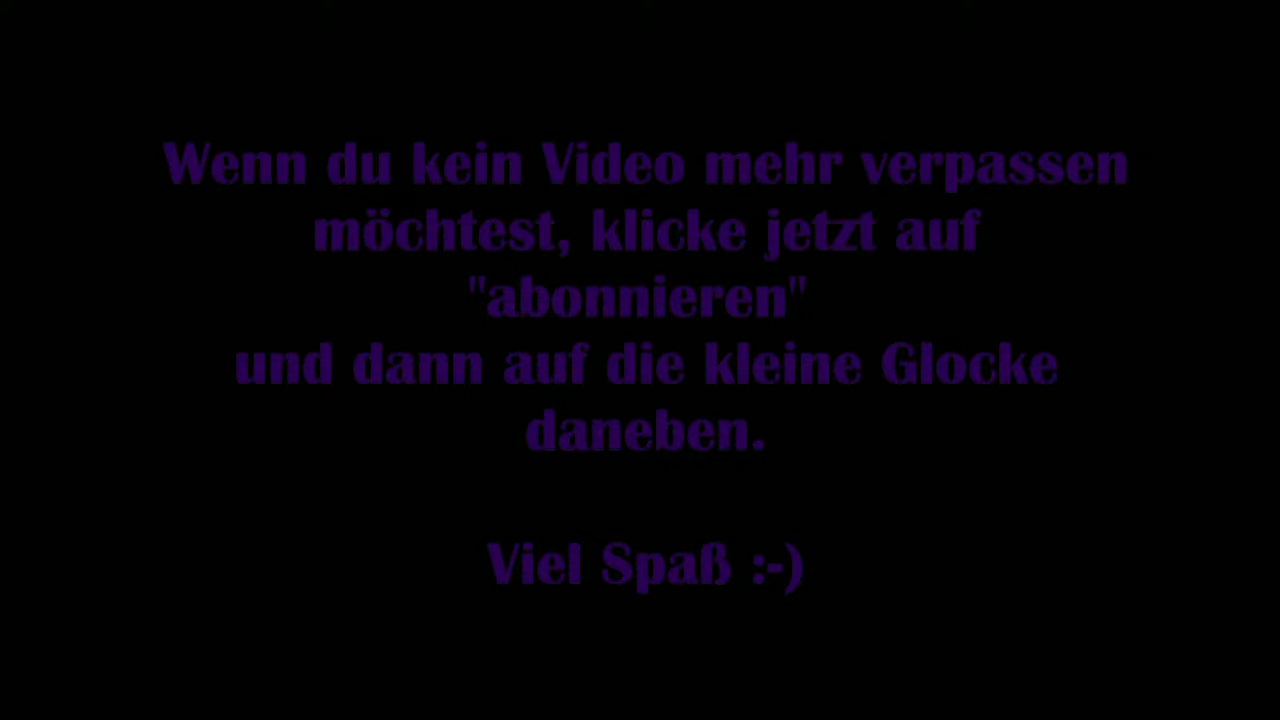 Wenn du kein Video mehr verpassen
möchtest, klicke jetzt auf
"abonnieren"
und dann auf die kleine Glocke
daneben.
Viel Spaß :-)